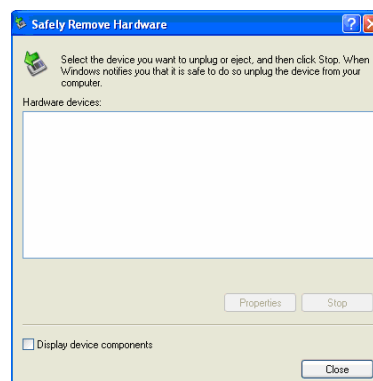 Safely Remove Hardware
Select the device you want to unplug or eject, and then click Stop. When
Windows notifies you that it is safe to do so unplug the device from your
computer.
Hardware devices:
Properties Stop
Display device components
Close